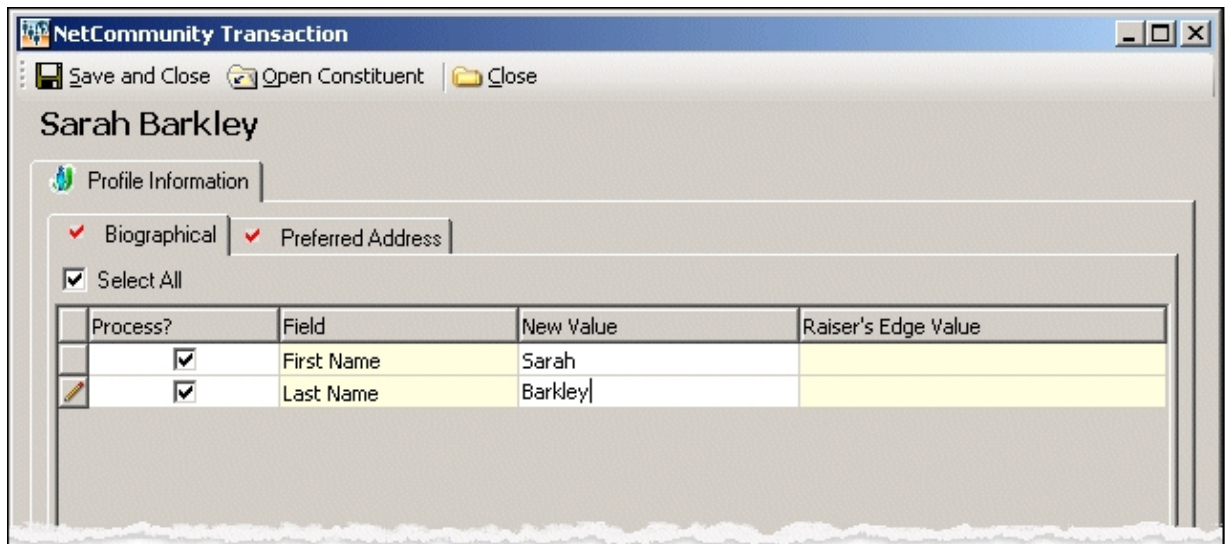 NetCommunity Transaction
Save and Close Open Constituent Close
Sarah Barkley
Profile Information
Biographical Preferred Address
Select All
Process? Field New Value Raiser's Edge Value
First Name Sarah
Last Name Barkley